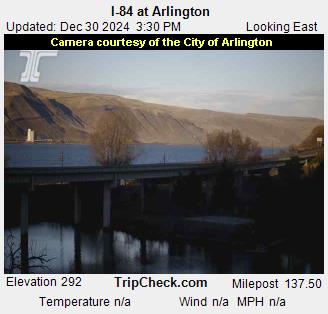 I-84 at Arlington
Updated: Dec 30 2024 3:30 PM Looking East
Camera courtesy of the City of Arlington
Elevation 292 TripCheck.com Milepost 137.50
Temperature n/a Wind n/a MPH n/a